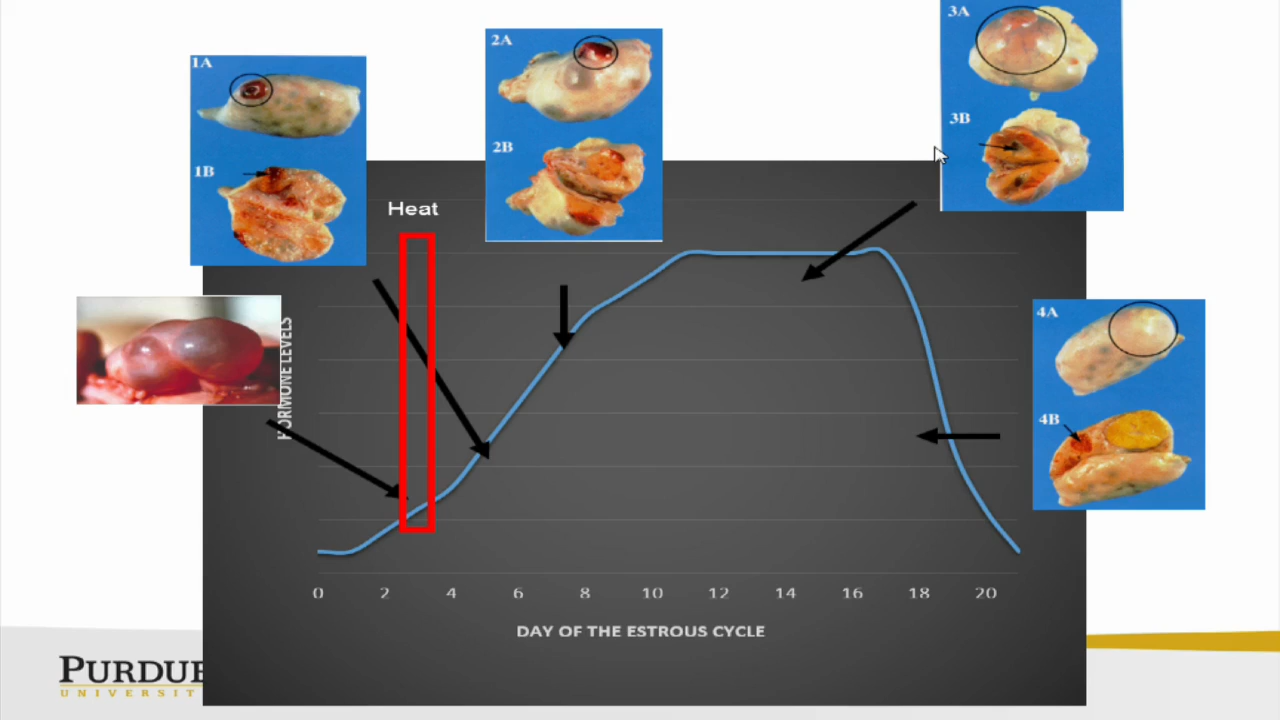 3A
2A
1A
3B
2B
1B
Heat
4A
HORMONE LEVELS
4B
0 2 4 6 8 10 12 14 16 18 20
DAY OF THE ESTROUS CYCLE
PURDUE
UNIVERSIT